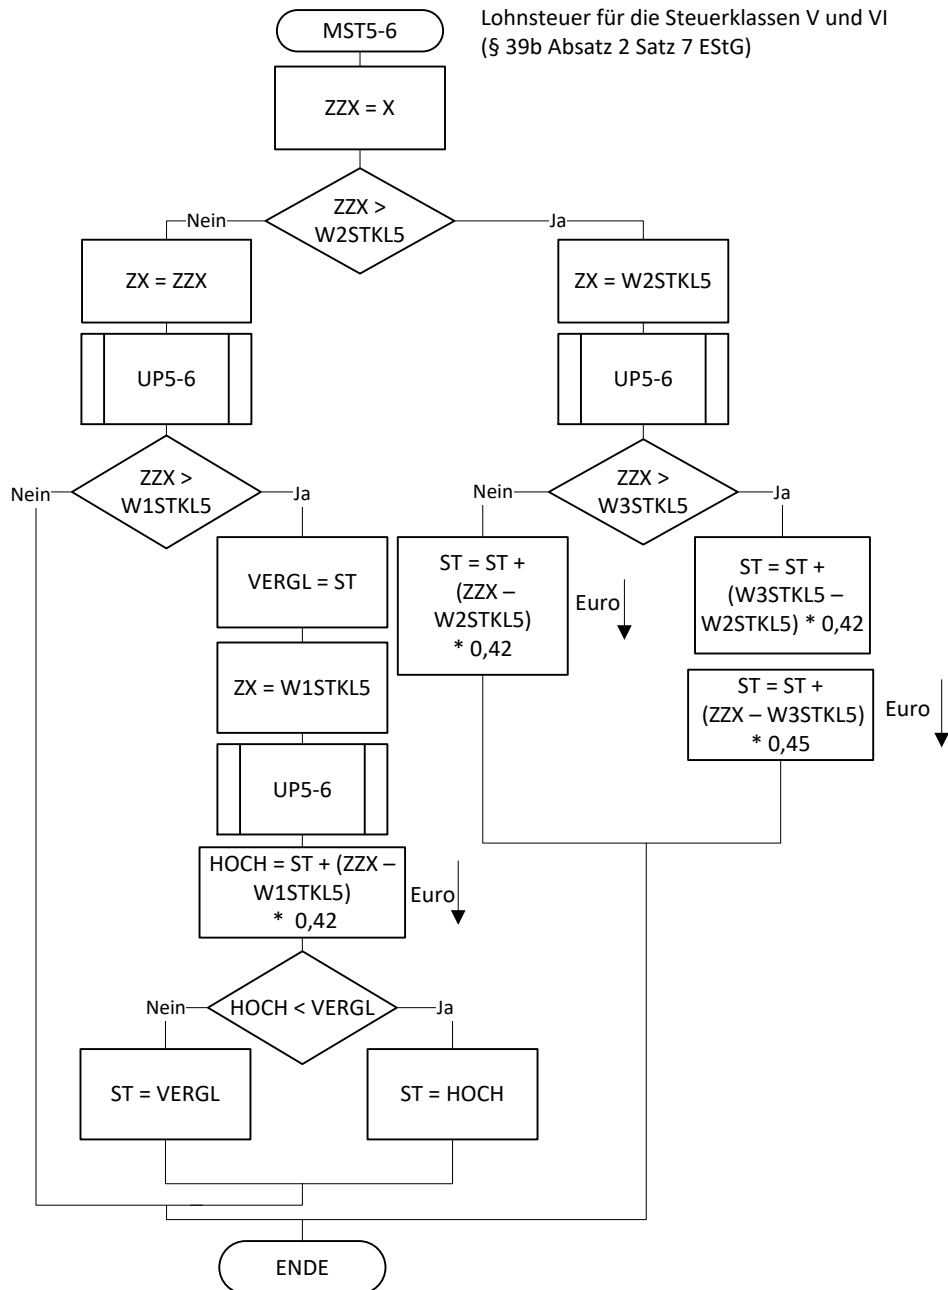 MST5-6
Lohnsteuer für die Steuerklassen V und VI
(§ 39b Absatz 2 Satz 7 EStG)
ZZX = X
ZZX >
W2STKL5
Nein
Ja
ZX = ZZX
ZX = W2STKL5
UP5-6
UP5-6
ZZX >
W1STKL5
Nein
Ja
ZZX >
W3STKL5
Nein
Ja
VERGL = ST
ST = ST +
(ZZX –
W2STKL5)
* 0,42
Euro
ST = ST +
(W3STKL5 –
W2STKL5) * 0,42
ZX = W1STKL5
ST = ST +
(ZZX – W3STKL5)
* 0,45
Euro
UP5-6
HOCH = ST + (ZZX –
W1STKL5)
* 0,42
Euro
HOCH < VERGL
Nein
Ja
ST = VERGL
ST = HOCH
ENDE